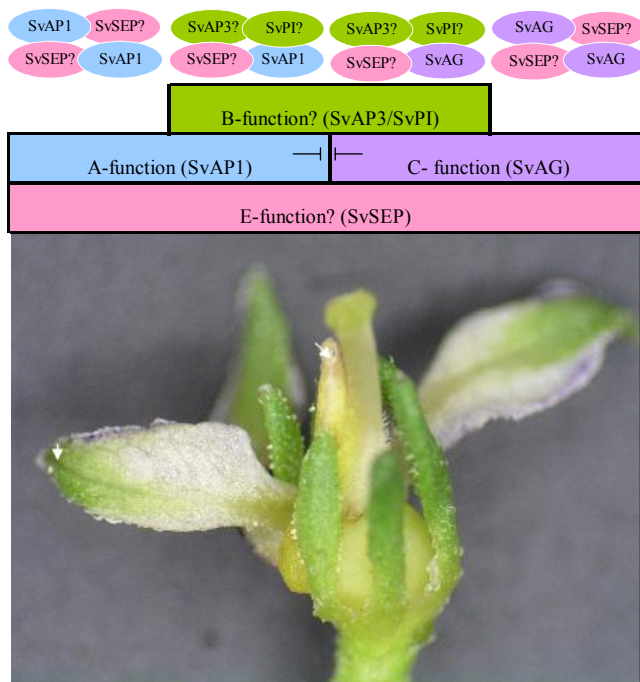 SvAP1 SvSEP? SvAP3? SvPI? SvAP3? SvPI? SvAG SvSEP?
SvSEP? SvAP1 SvSEP? SvAP1 SvSEP? SvAG SvSEP? SvAG
B-function? (SvAP3/SvPI)
A-function (SvAP1) C- function (SvAG)
E-function? (SvSEP)